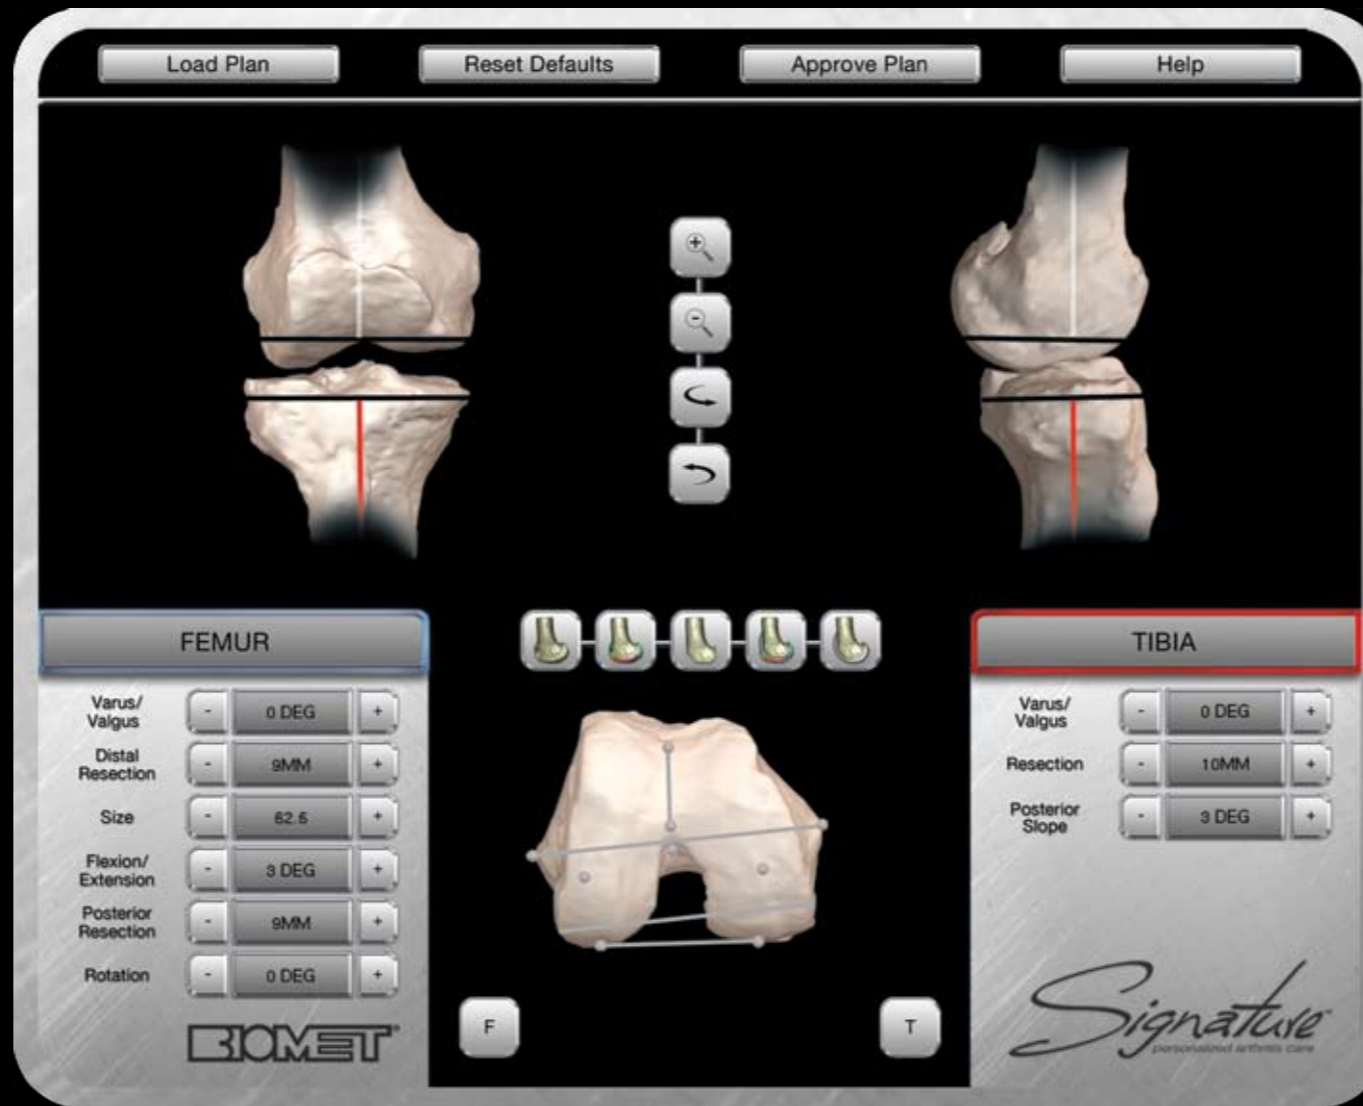 Load Plan
Reset Defaults
Approve Plan
Help
FEMUR
Varus/
Valgus
-
0 DEG
+
Distal
Resection
-
9MM
+
Size
-
62.5
+
Flexion/
Extension
-
3 DEG
+
Posterior
Resection
-
9MM
+
Rotation
-
0 DEG
+
BIOMET®
F
T
TIBIA
Varus/
Valgus
-
0 DEG
+
Resection
-
10MM
+
Posterior
Slope
-
3 DEG
+
Signature™
personalized arthritis care